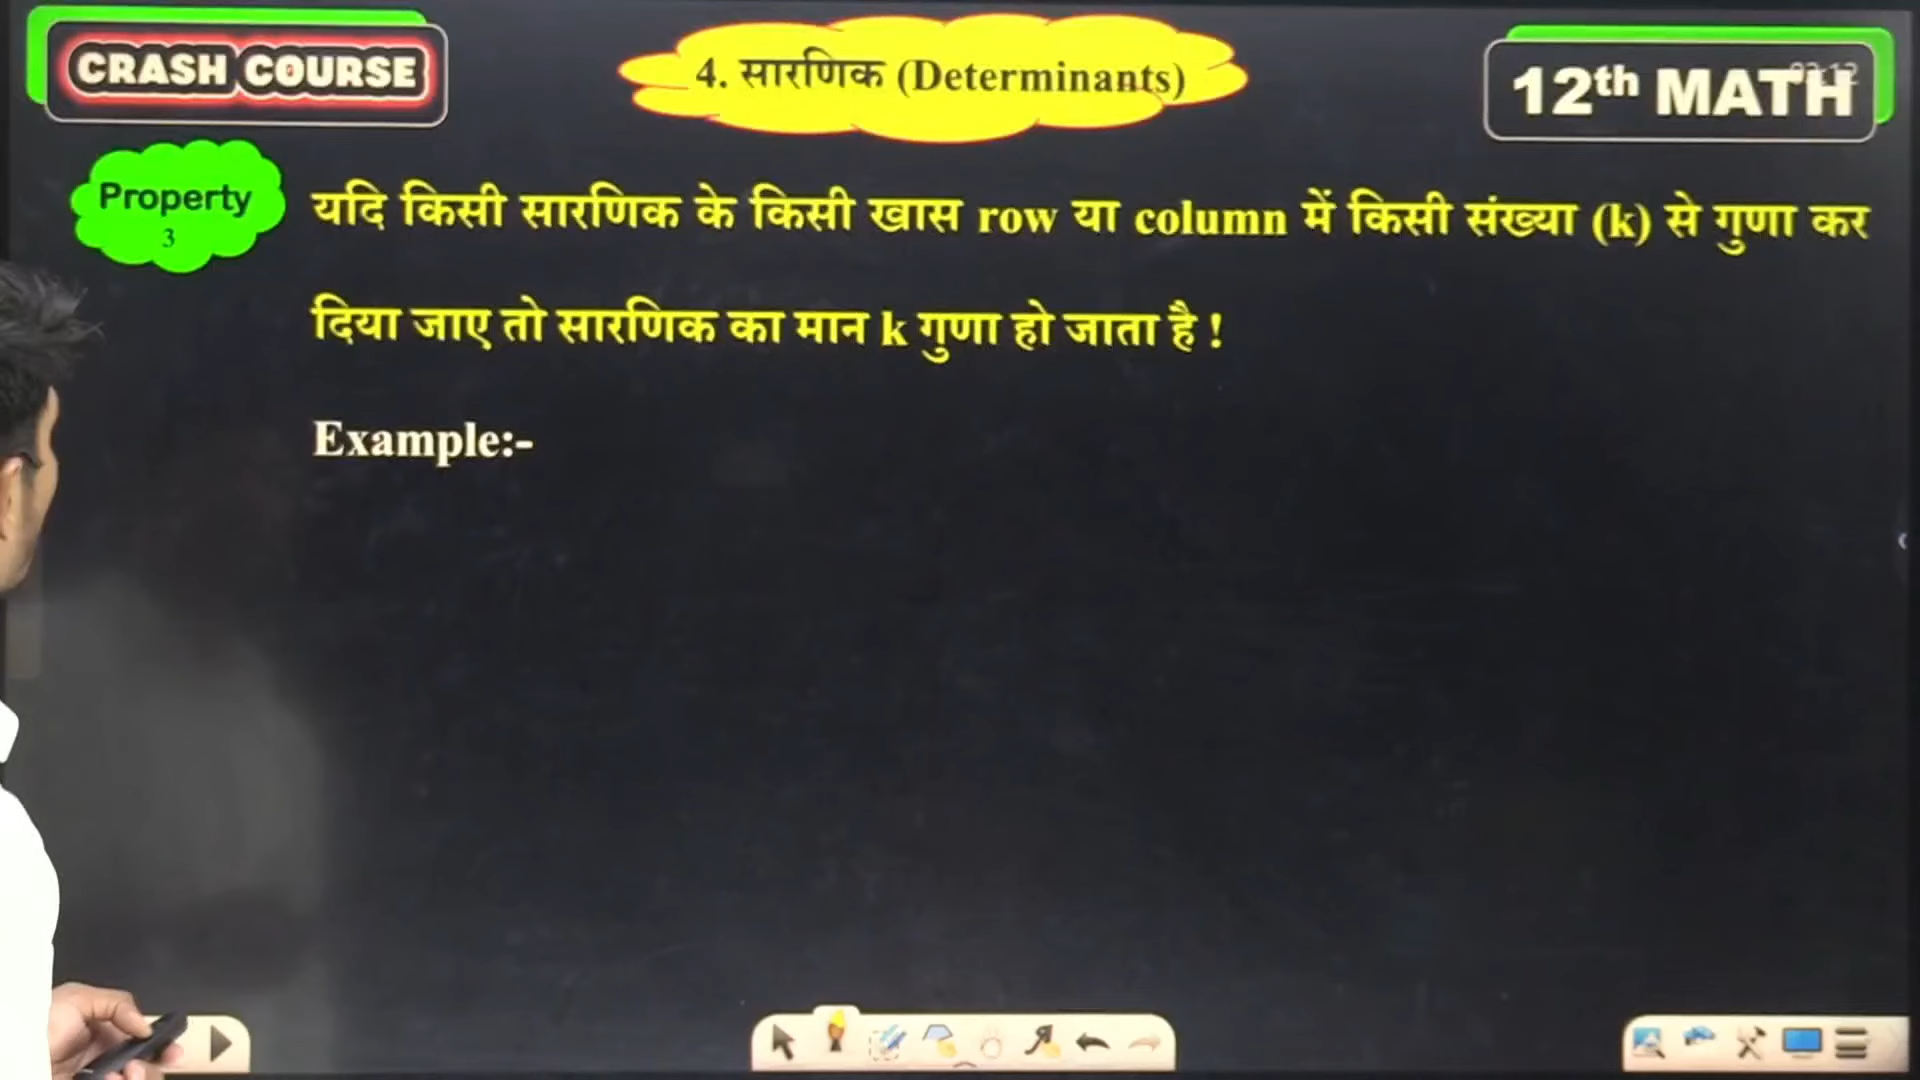 CRASH COURSE
4. सारणिक (Determinants)
12th MATH
Property
3
यदि किसी सारणिक के किसी खास row या column में किसी संख्या (k) से गुणा कर
दिया जाए तो सारणिक का मान k गुणा हो जाता है !
Example:-